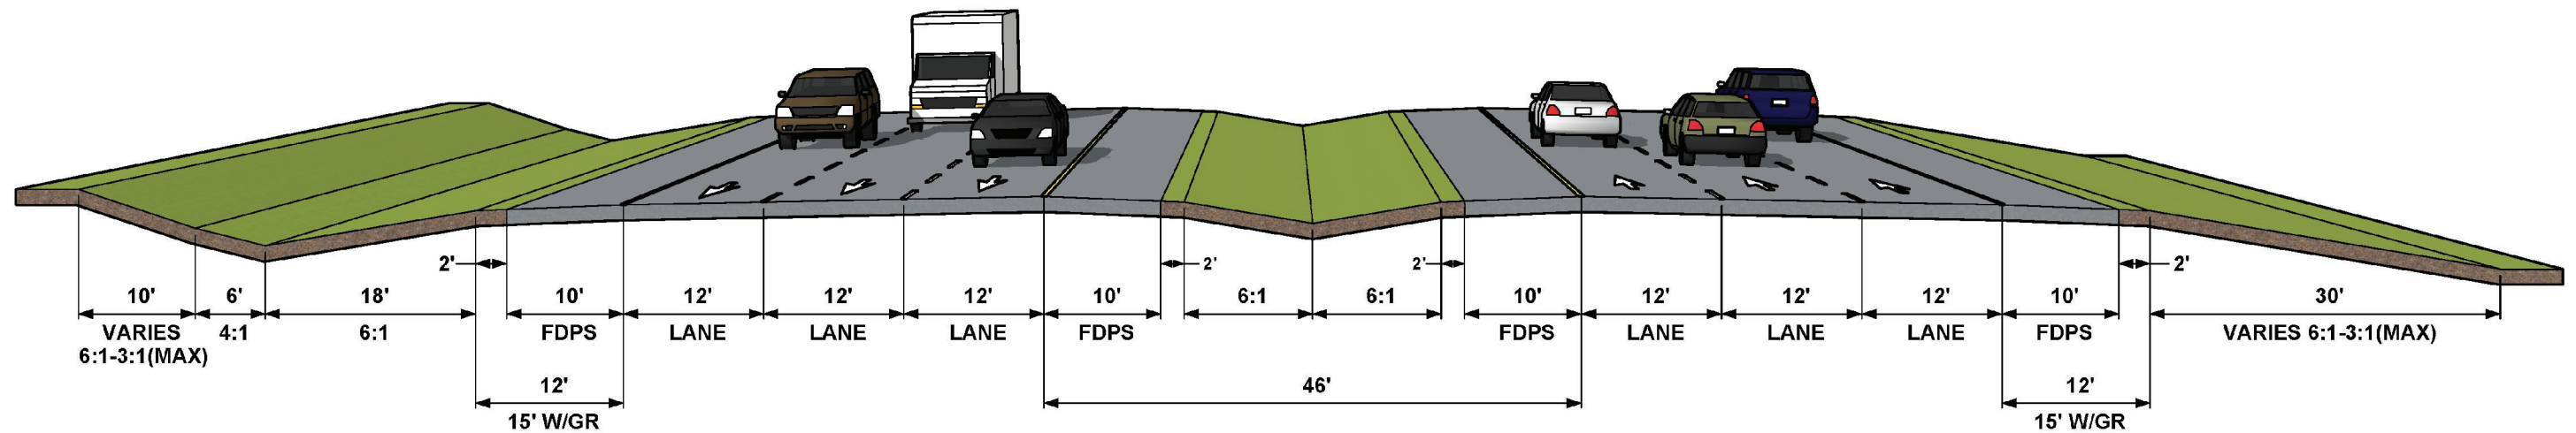 2' 2' 2' 2'
10' 6' 18' 10' 12' 12' 12' 10' 6:1 6:1 10' 12' 12' 12' 10' 30'
VARIES 4:1 6:1 FDPS LANE LANE LANE FDPS FDPS LANE LANE LANE FDPS VARIES 6:1-3:1(MAX)
6:1-3:1(MAX)
12' 46' 12'
15' W/GR 15' W/GR